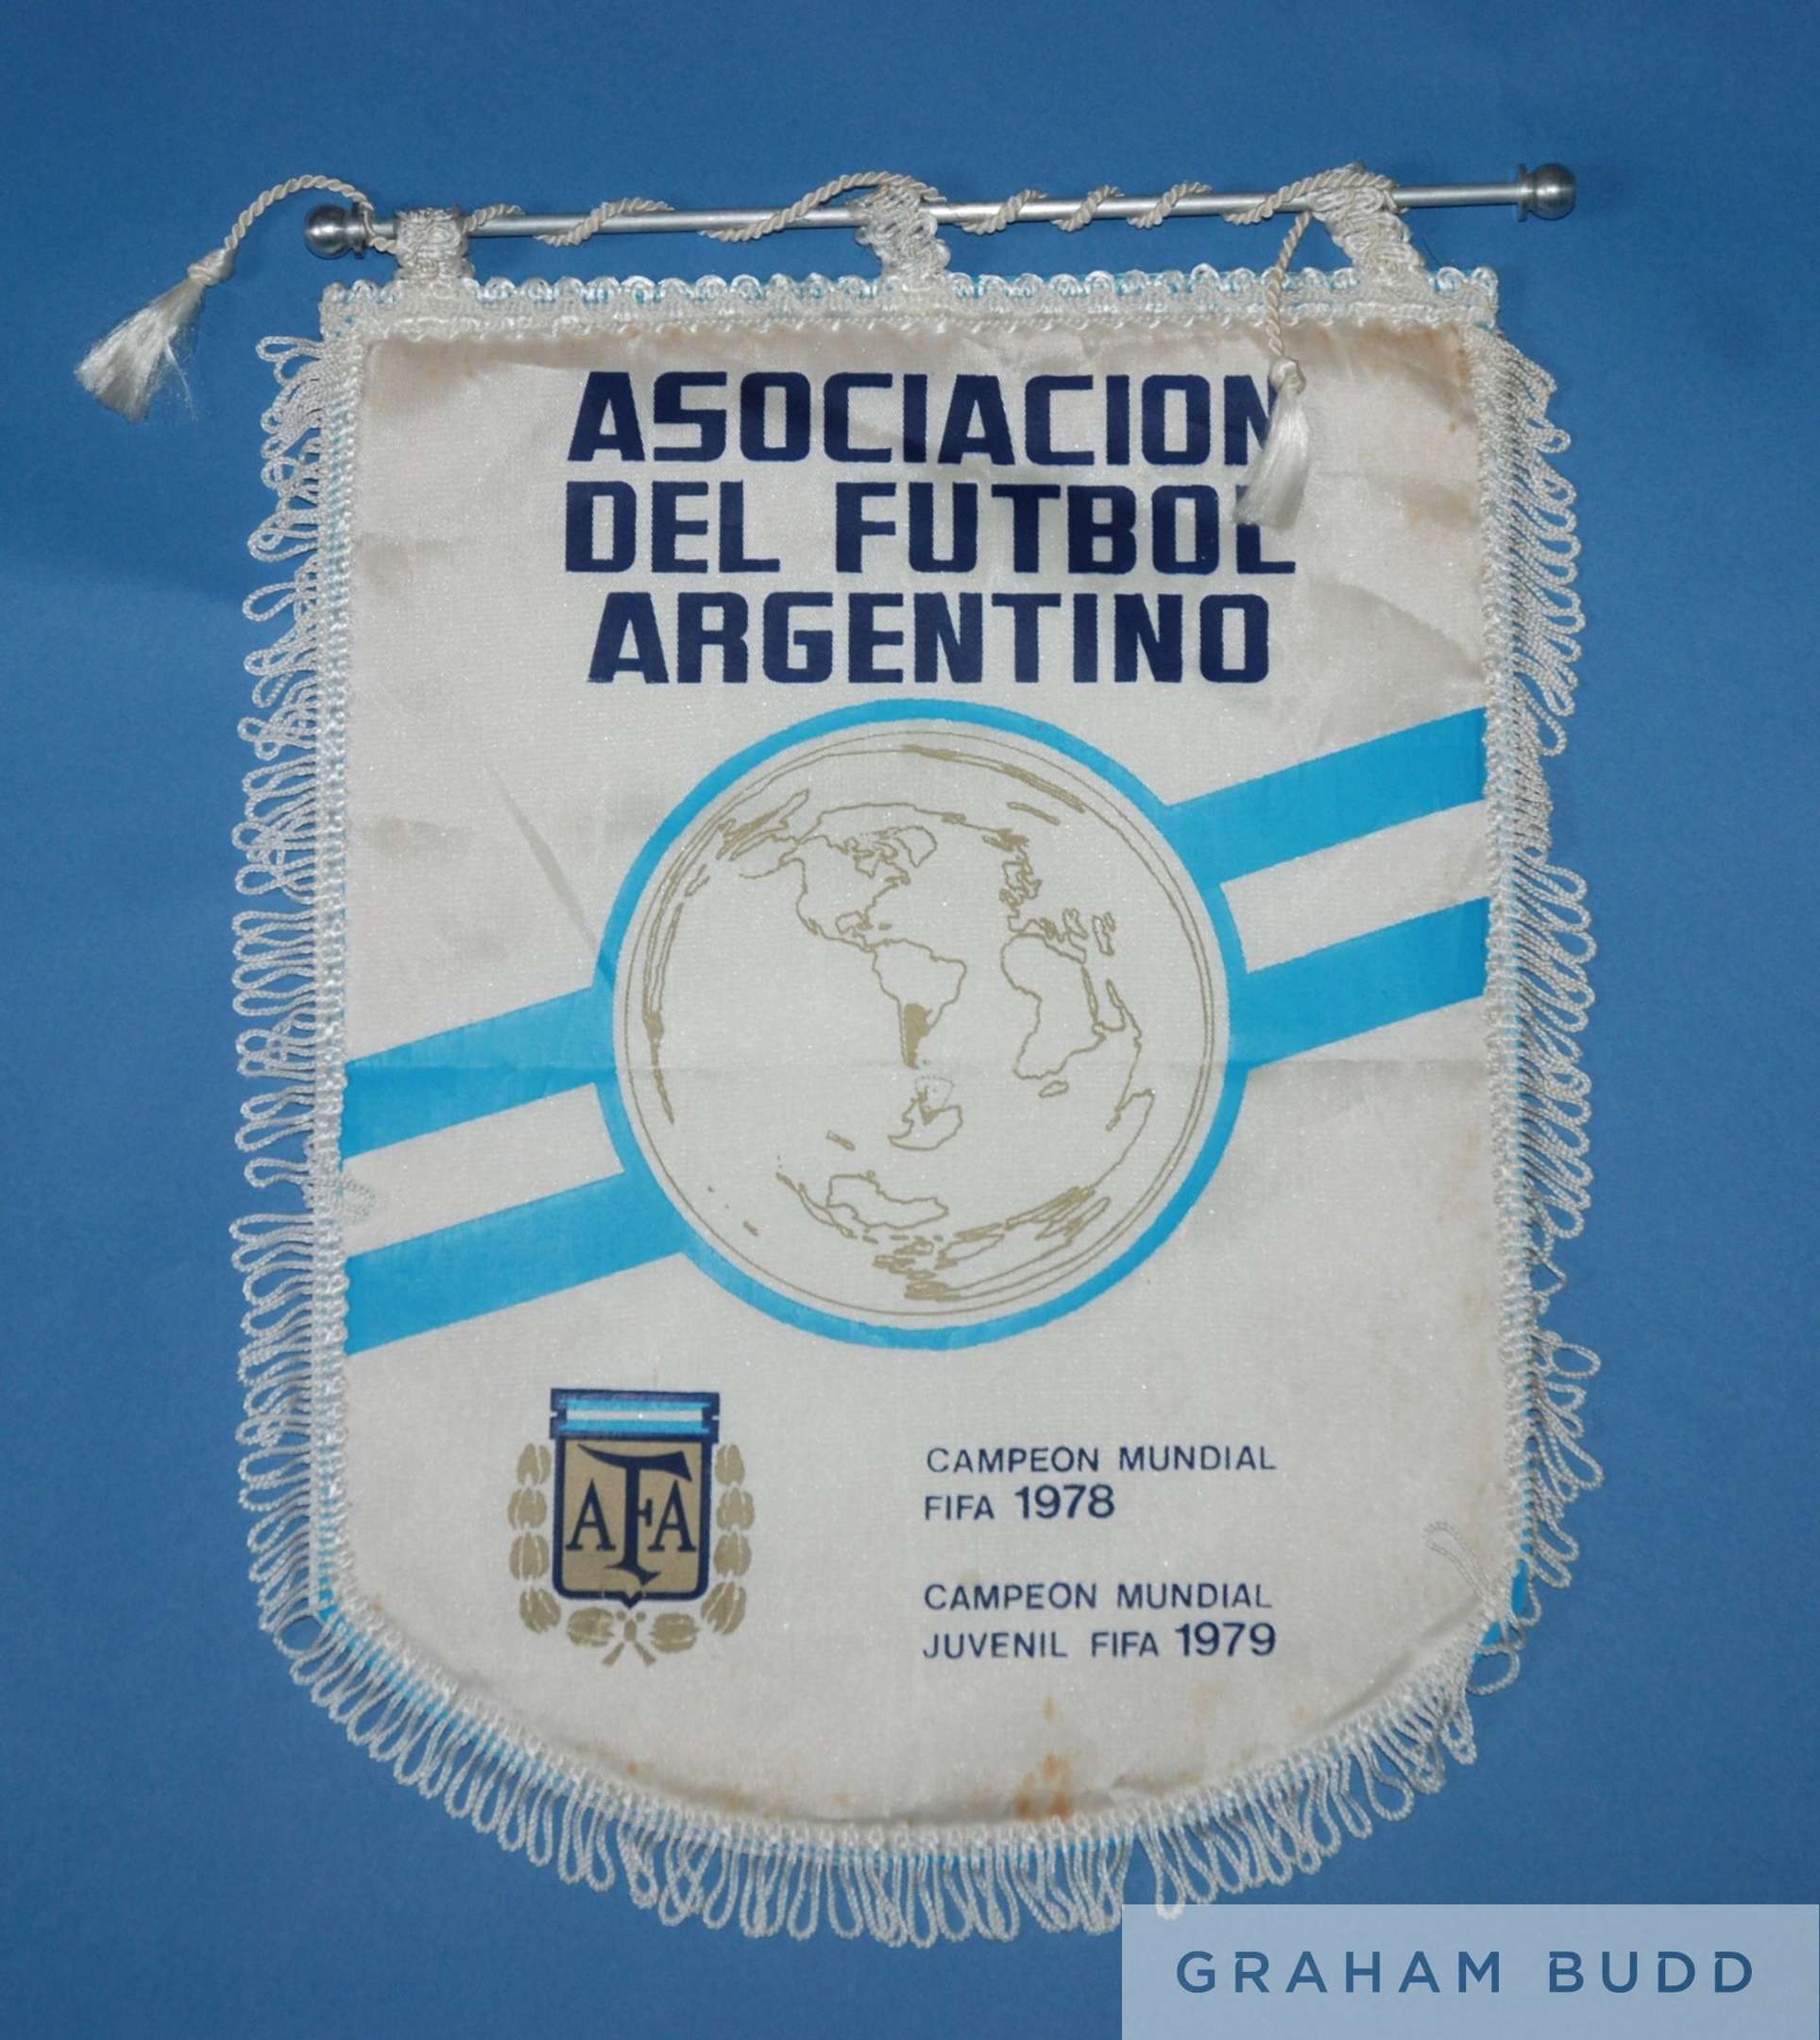 ASOCIACION
DEL FUTBOL
ARGENTINO
AFA
CAMPEON MUNDIAL
FIFA 1978
CAMPEON MUNDIAL
JUVENIL FIFA 1979
GRAHAM BUDD